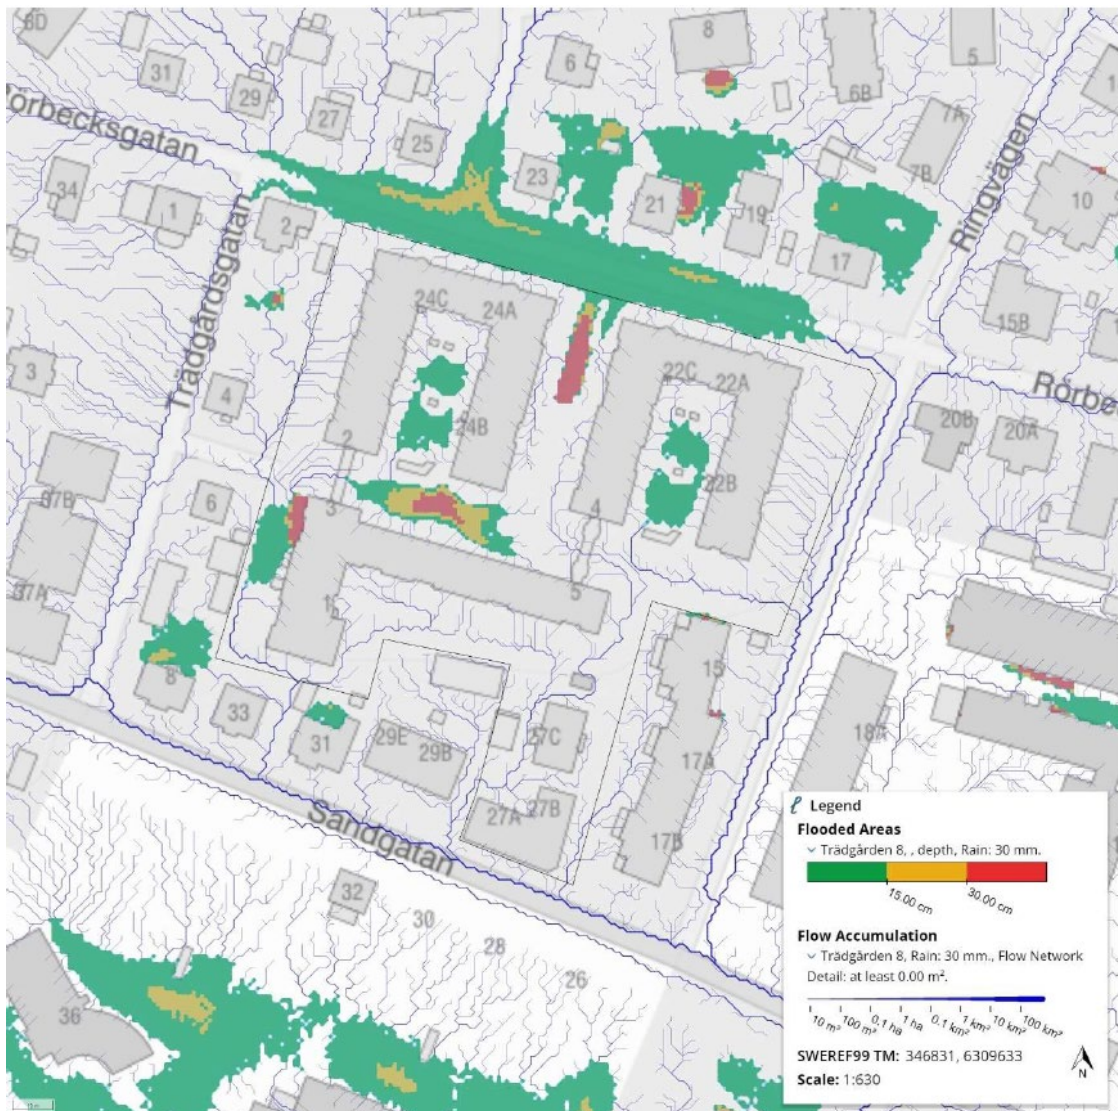 8D
31
29
27
25
6
8
6B
5
7A
7B
Ringvägen
10
34
1
2
Trädgårdsgatan
23
21
19
17
15B
24C
24A
24B
22C
22A
22B
20B
20A
3
4
2
3
6
4
5
1
37A
8
33
31
29E
29B
27A
27B
15
17A
17B
18A
Sandgatan
32
30
28
26
36
Legend
Flooded Areas
Trädgården 8, , depth, Rain: 30 mm.
15.00 cm
30.00 cm
Flow Accumulation
Trädgården 8, Rain: 30 mm., Flow Network
Detail: at least 0.00 m².
10 m²
100 m²
0.1 ha
1 ha
0.1 km²
1 km²
10 km²
100 km²
SWEREF99 TM: 346831, 6309633
Scale: 1:630
N